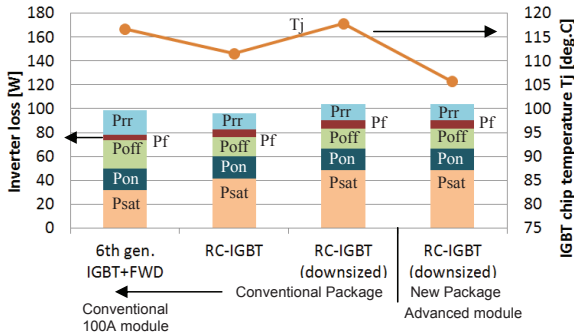 Inverter loss [W]
180
160
140
120
100
80
60
40
20
0
Tj
Prr
Pf
Poff
Pon
Psat
Prr
Pf
Poff
Pon
Psat
Prr
Pf
Poff
Pon
Psat
Prr
Pf
Poff
Pon
Psat
120
115
110
105
100
95
90
85
80
75
IGBT chip temperature Tj [deg.C]
6th gen.
IGBT+FWD
RC-IGBT
RC-IGBT
(downsized)
RC-IGBT
(downsized)
Conventional
100A module
Conventional Package
New Package
Advanced module